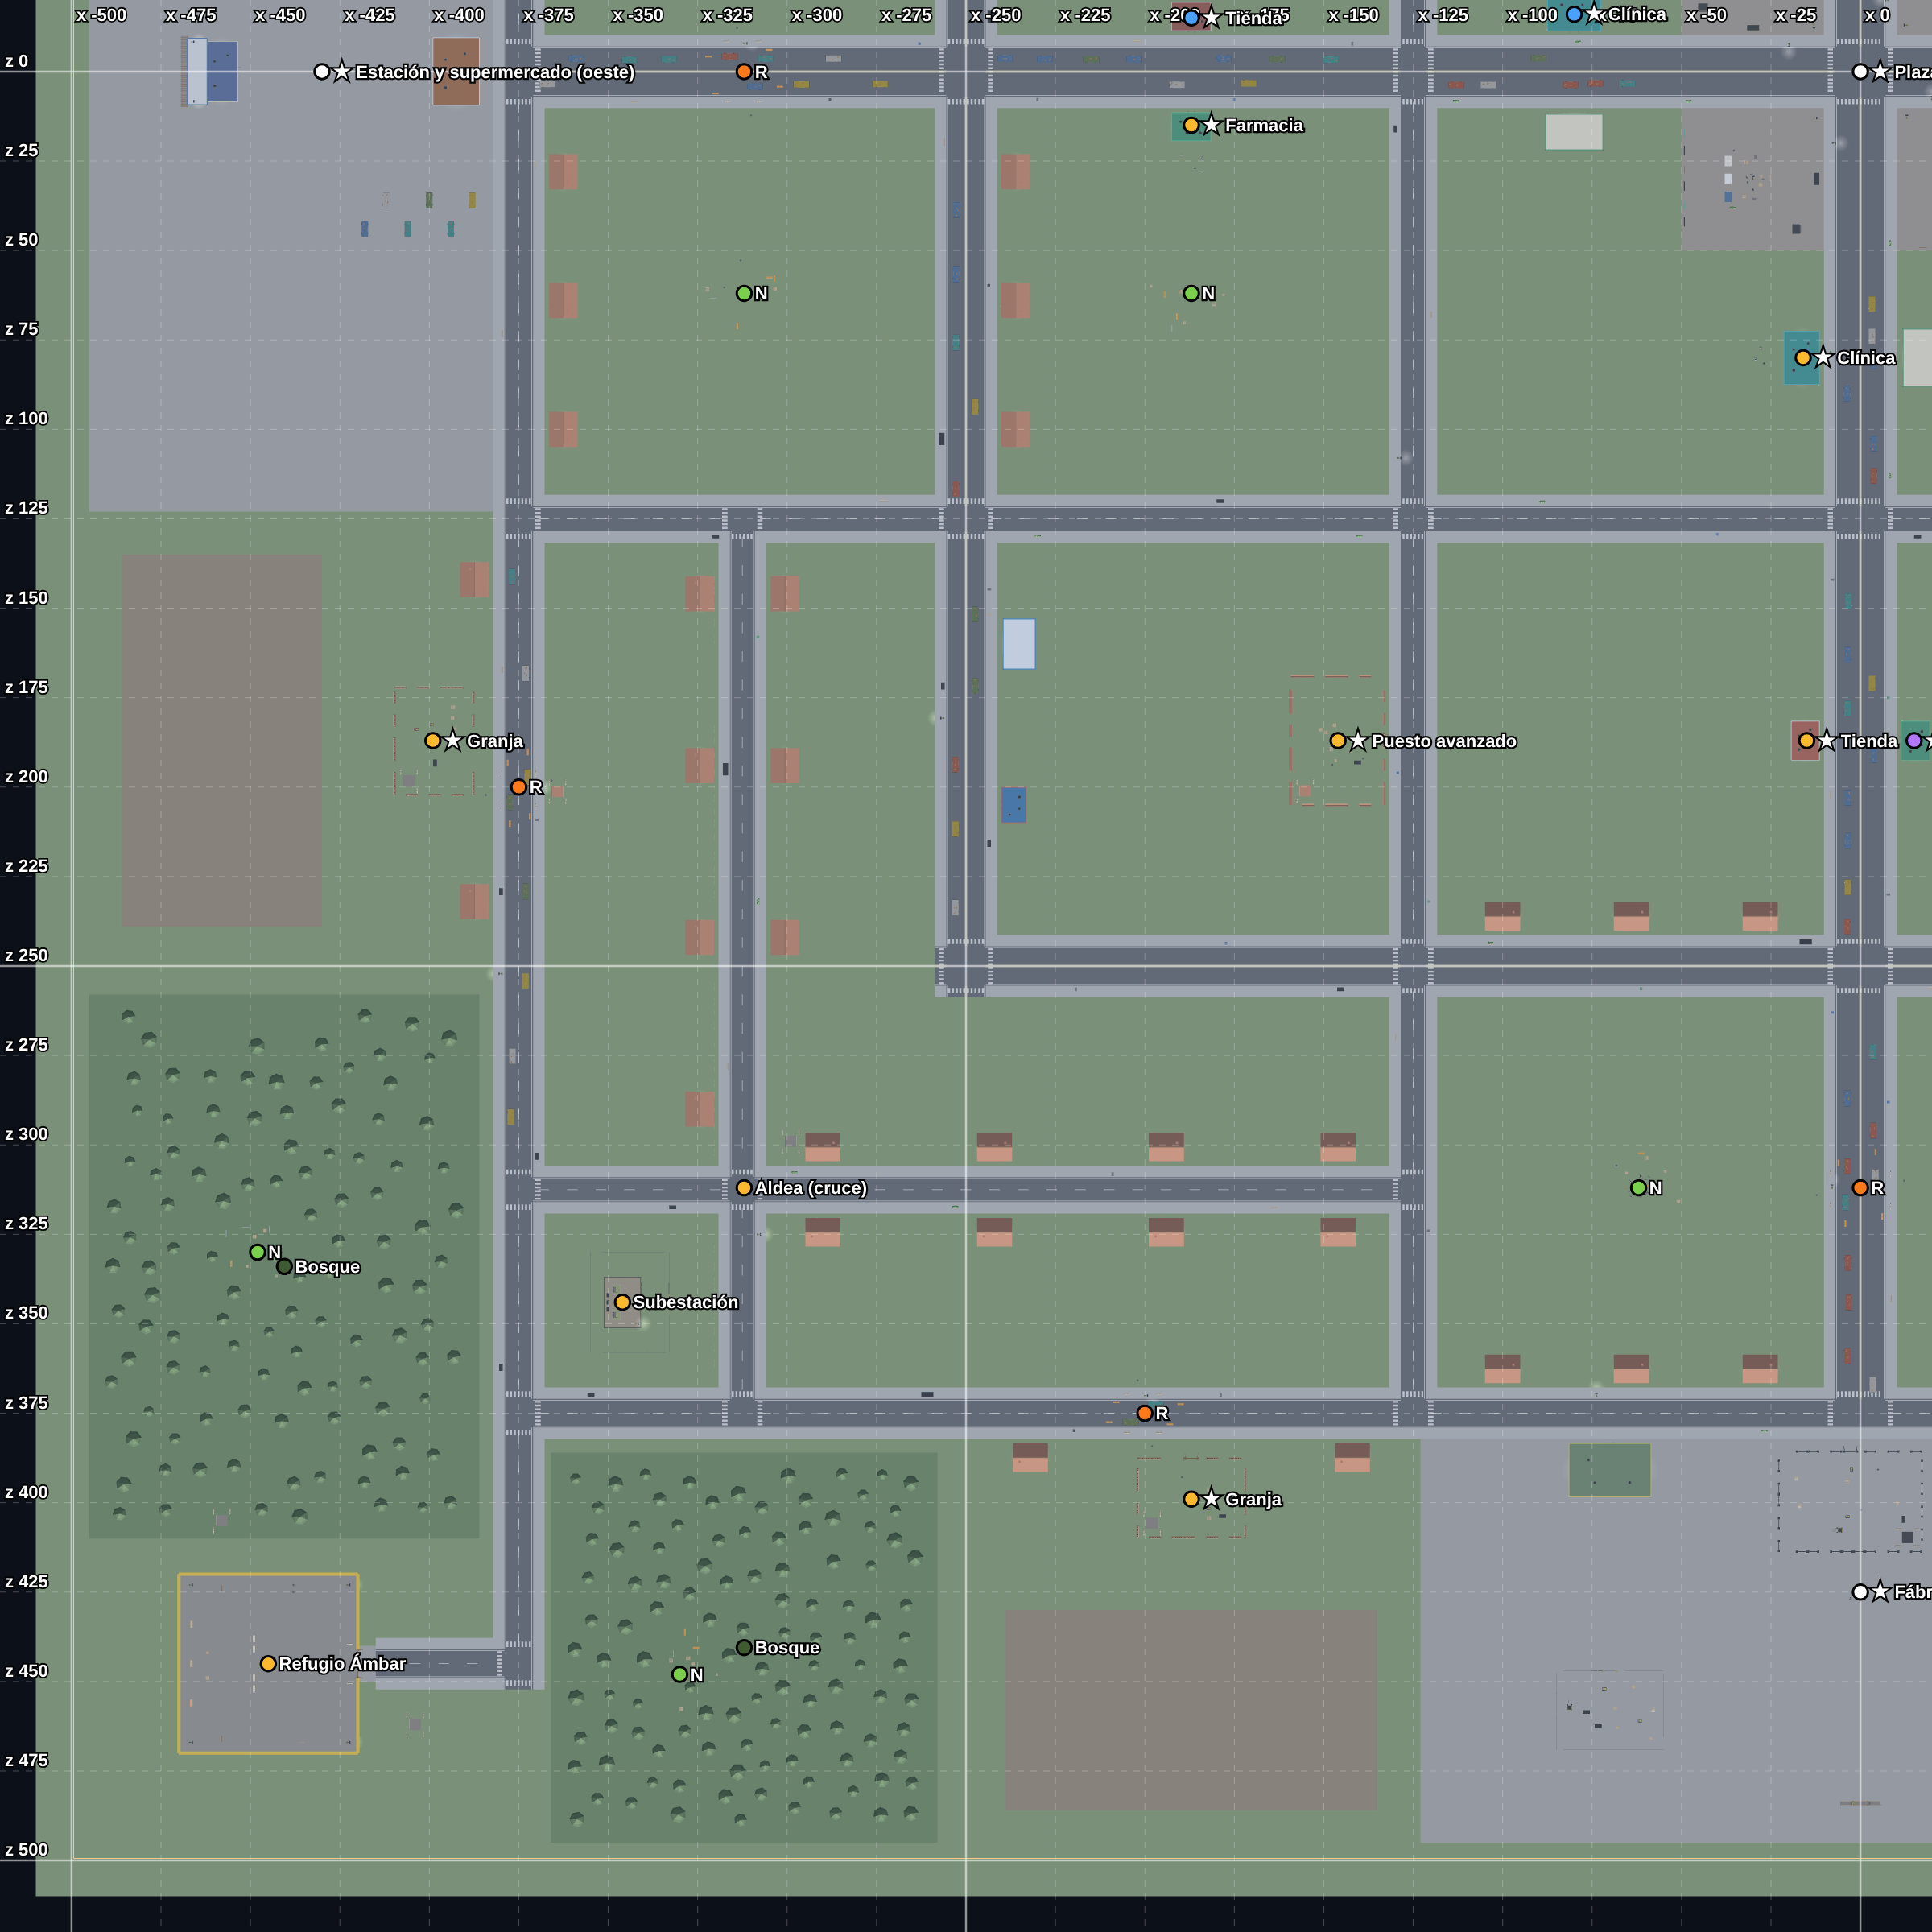 x -500 x -475 x -450 x -425 x -400 x -375 x -350 x -325 x -300 x -275 x -250 x -225 x -175 x -150 x -125 x -100 x -50 x -25 x 0
Tienda
Clínica
z 0
Estación y supermercado (oeste)
R
Farmacia
z 25
z 50
N
N
z 75
Clínica
z 100
z 125
z 150
z 175
Granja
Puesto avanzado
Tienda
z 200
R
z 225
z 250
z 275
z 300
Aldea (cruce)
N
R
z 325
N
Bosque
Subestación
z 350
z 375
R
z 400
Granja
z 425
Bosque
Refugio Ámbar
z 450
N
z 475
z 500